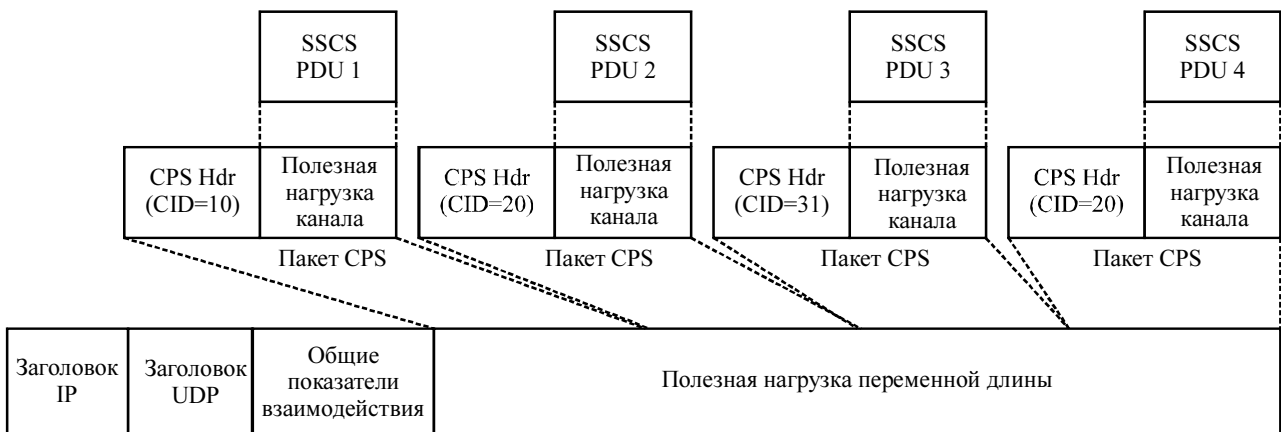 SSCS
PDU 1
SSCS
PDU 2
SSCS
PDU 3
SSCS
PDU 4
CPS Hdr
(CID=10)
Полезная
нагрузка
канала
CPS Hdr
(CID=20)
Полезная
нагрузка
канала
CPS Hdr
(CID=31)
Полезная
нагрузка
канала
CPS Hdr
(CID=20)
Полезная
нагрузка
канала
Пакет CPS
Пакет CPS
Пакет CPS
Пакет CPS
Заголовок
IP
Заголовок
UDP
Общие
показатели
взаимодействия
Полезная нагрузка переменной длины